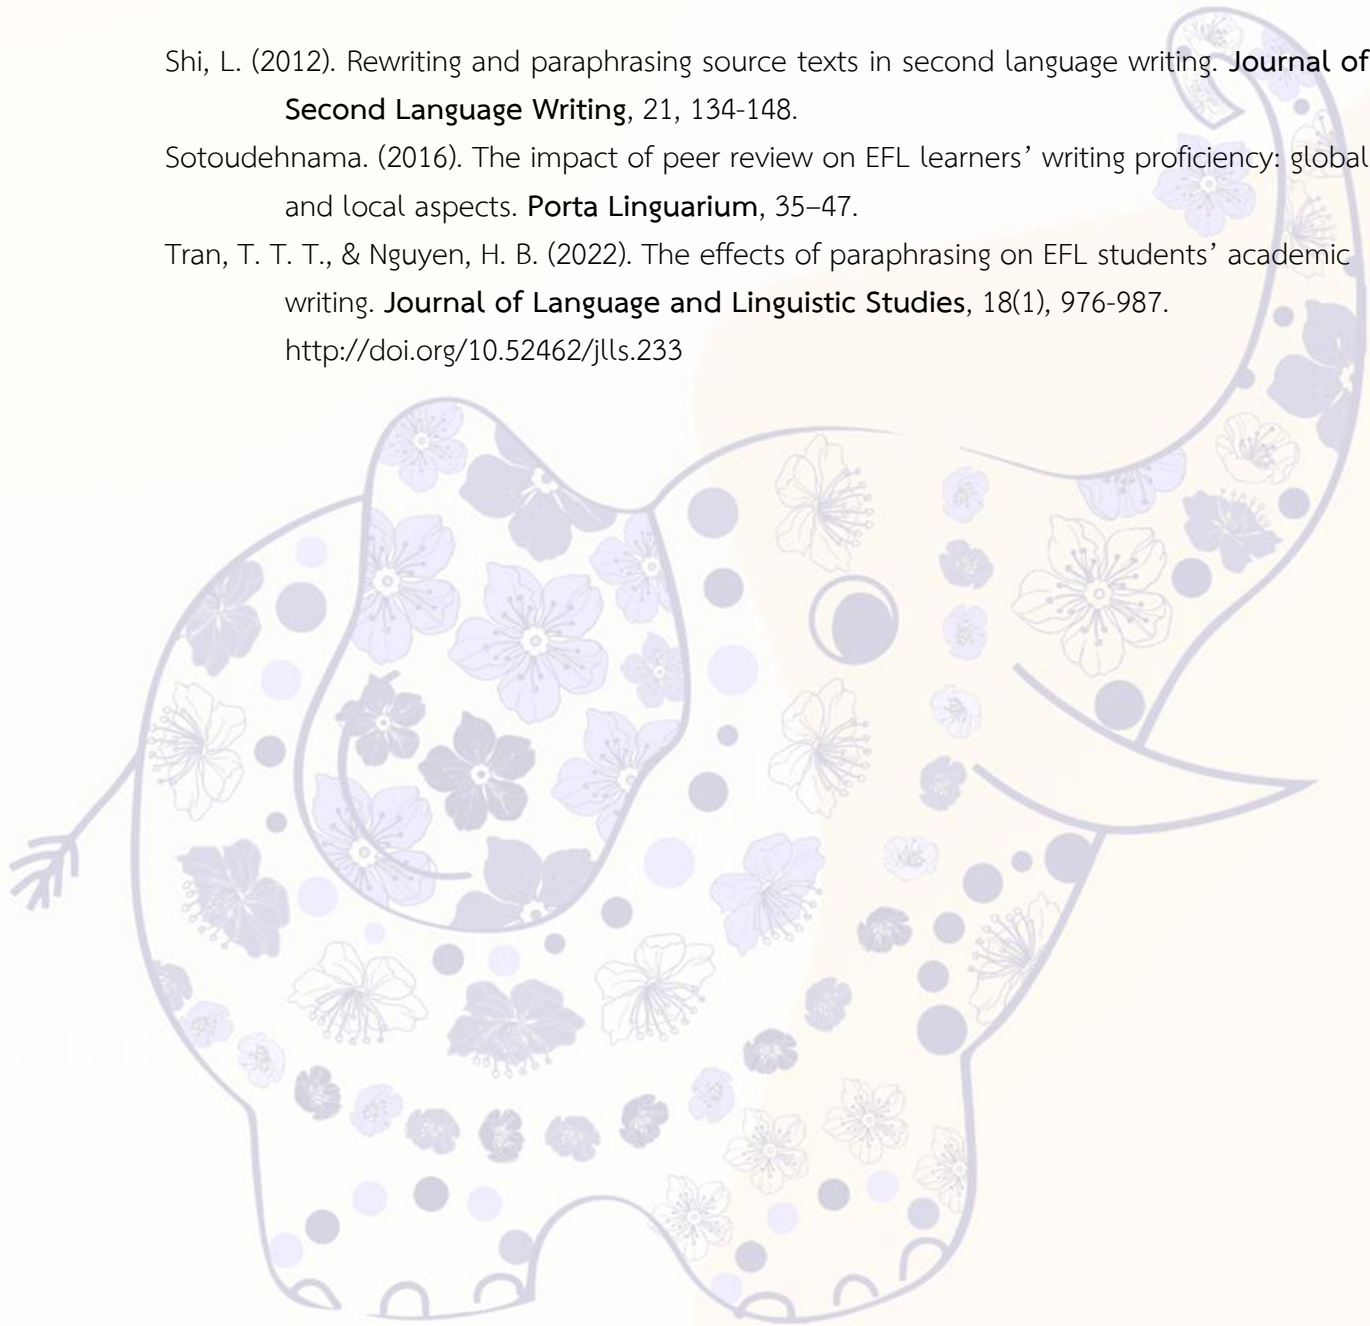 Shi, L. (2012). Rewriting and paraphrasing source texts in second language writing. Journal of
Second Language Writing, 21, 134-148.
Sotoudehnama. (2016). The impact of peer review on EFL learners’ writing proficiency: global
and local aspects. Porta Linguarium, 35–47.
Tran, T. T. T., & Nguyen, H. B. (2022). The effects of paraphrasing on EFL students’ academic
writing. Journal of Language and Linguistic Studies, 18(1), 976-987.
http://doi.org/10.52462/jlls.233